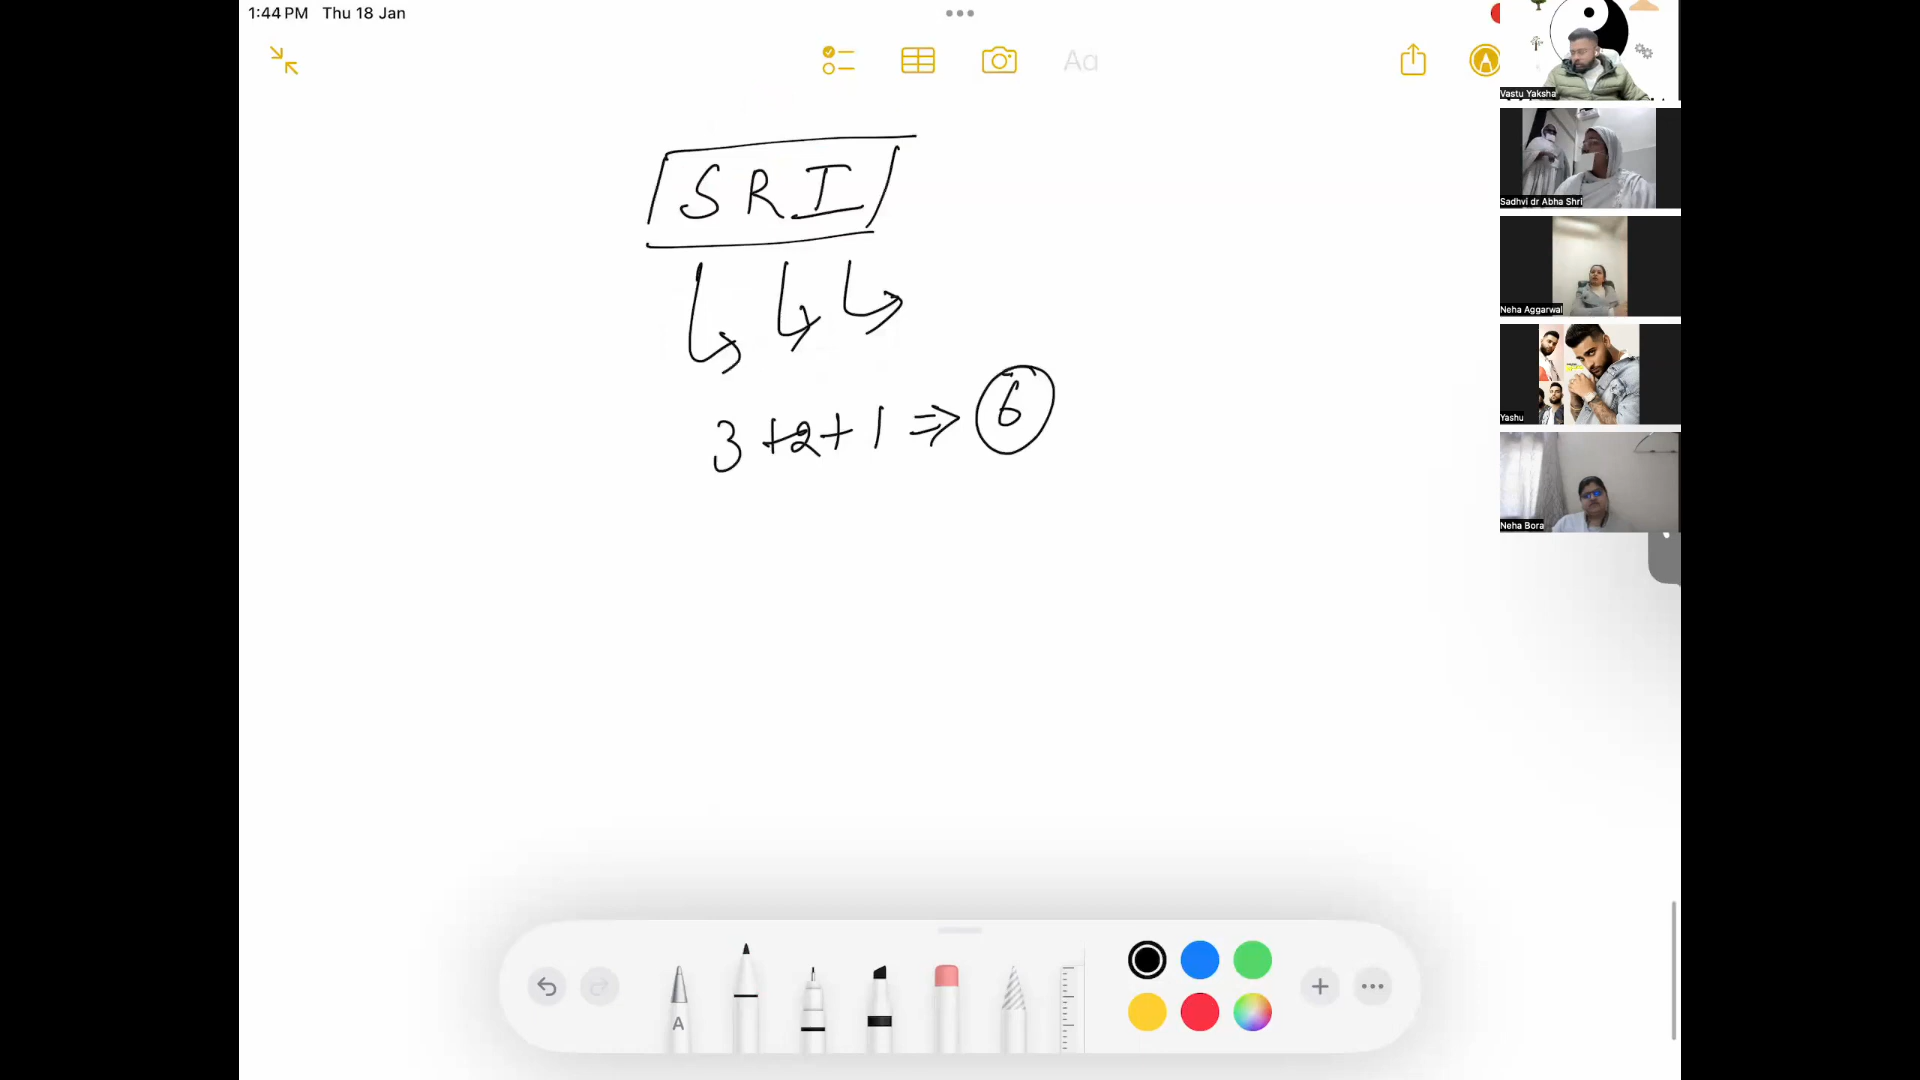 1:44 PM Thu 18 Jan
Aa
SRI
3+2+1 ⇒ 6
A
Vastu Yaksha
Sadhvi dr Abha Shri
Neha Aggarwal
Yashu
Neha Bora